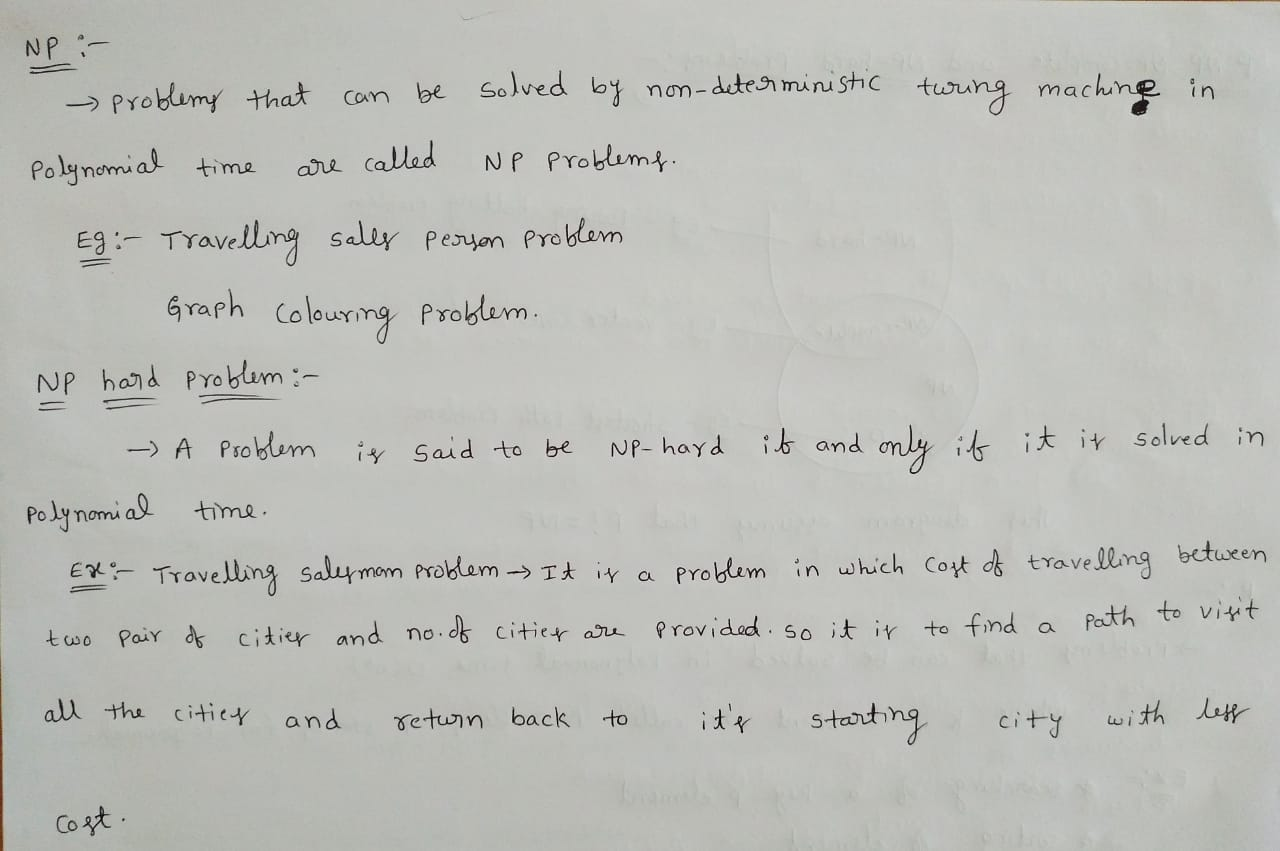 NP :-
→ Problems that can be solved by non-deterministic turing machine in
Polynomial time are called NP Problems.
Eg :- Travelling sales person problem
Graph Colouring Problem.
NP hard problem :-
→ A Problem is said to be NP-hard if and only if it is solved in
Polynomial time.
Ex :- Travelling salesman problem → It is a problem in which Cost of travelling between
two pair of cities and no. of cities are Provided. so it is to find a path to visit
all the cities and return back to it's starting city with less
cost.